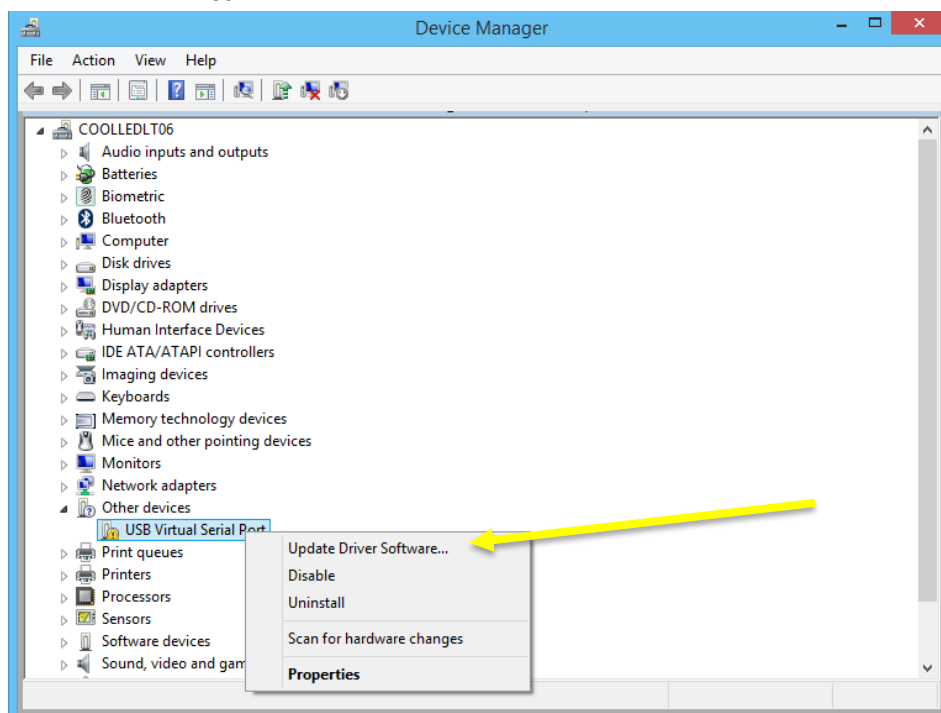 Device Manager
File Action View Help
COOLLEDLT06
Audio inputs and outputs
Batteries
Biometric
Bluetooth
Computer
Disk drives
Display adapters
DVD/CD-ROM drives
Human Interface Devices
IDE ATA/ATAPI controllers
Imaging devices
Keyboards
Memory technology devices
Mice and other pointing devices
Monitors
Network adapters
Other devices
USB Virtual Serial Port
Print queues
Printers
Processors
Sensors
Software devices
Sound, video and gam
Update Driver Software...
Disable
Uninstall
Scan for hardware changes
Properties